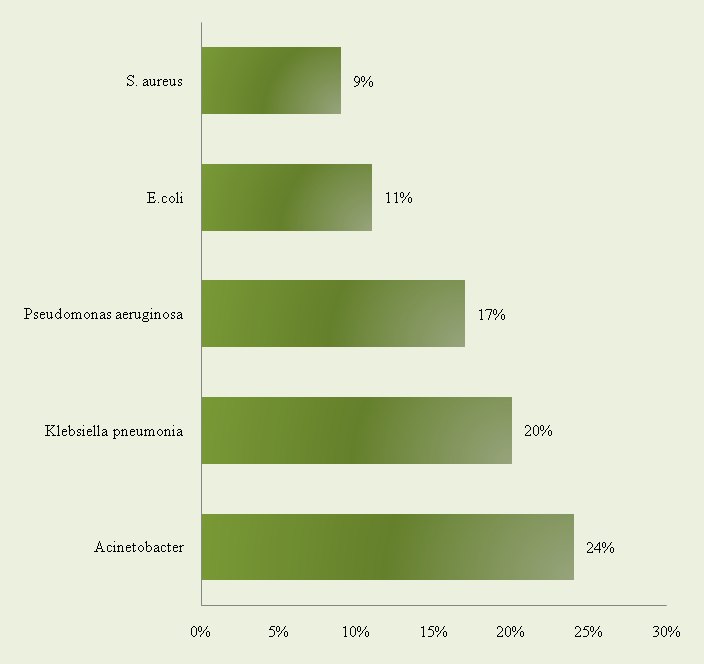 S. aureus 9%
E.coli 11%
Pseudomonas aeruginosa 17%
Klebsiella pneumonia 20%
Acinetobacter 24%
0% 5% 10% 15% 20% 25% 30%